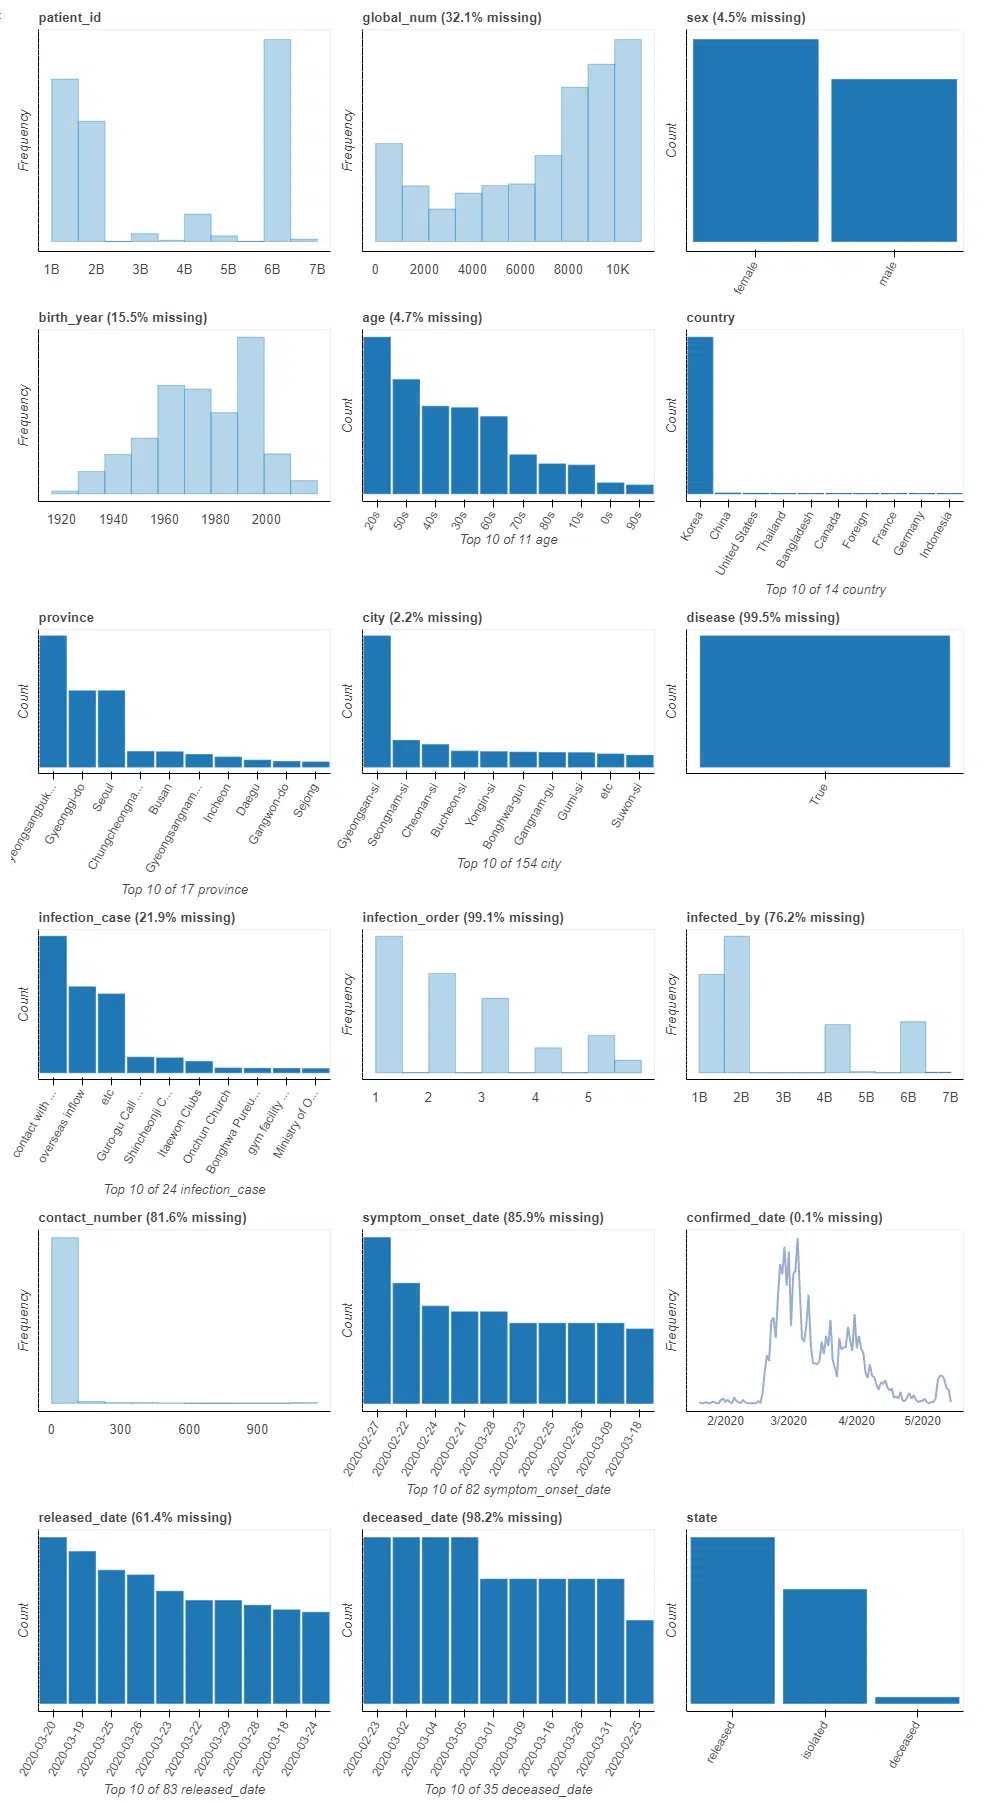 patient_id
global_num (32.1% missing)
sex (4.5% missing)
Frequency
Frequency
Count
1B 2B 3B 4B 5B 6B 7B
0 2000 4000 6000 8000 10K
female
male
birth_year (15.5% missing)
age (4.7% missing)
country
Frequency
Count
Count
1920 1940 1960 1980 2000
20s
50s
40s
30s
60s
70s
80s
10s
0s
90s
Top 10 of 11 age
Korea
China
United States
Thailand
Bangladesh
Canada
Foreign
France
Germany
Indonesia
Top 10 of 14 country
province
city (2.2% missing)
disease (99.5% missing)
Count
Count
Count
yeongsangbuk...
Gyeonggi-do
Seoul
Chungcheongna...
Busan
Gyeongsangnam...
Incheon
Daegu
Gangwon-do
Sejong
Top 10 of 17 province
Gyeongsan-si
Seongnam-si
Cheonan-si
Bucheon-si
Yongin-si
Bonghwa-gun
Gangnam-gu
Gumi-si
etc
Suwon-si
Top 10 of 154 city
True
infection_case (21.9% missing)
infection_order (99.1% missing)
infected_by (76.2% missing)
Count
Frequency
Frequency
contact with ...
overseas inflow
etc
Guro-gu Call ...
Shincheonji C...
Itaewon Clubs
Onchun Church
Bonghwa Pureu...
gym facility ...
Ministry of O...
Top 10 of 24 infection_case
1 2 3 4 5
1B 2B 3B 4B 5B 6B 7B
contact_number (81.6% missing)
symptom_onset_date (85.9% missing)
confirmed_date (0.1% missing)
Frequency
Count
Frequency
0 300 600 900
2020-02-27
2020-02-22
2020-02-24
2020-02-21
2020-03-28
2020-02-23
2020-02-25
2020-02-26
2020-03-09
2020-03-18
Top 10 of 82 symptom_onset_date
2/2020 3/2020 4/2020 5/2020
released_date (61.4% missing)
deceased_date (98.2% missing)
state
Count
Count
Count
2020-03-20
2020-03-19
2020-03-25
2020-03-26
2020-03-23
2020-03-22
2020-03-29
2020-03-28
2020-03-18
2020-03-24
Top 10 of 83 released_date
2020-02-23
2020-03-02
2020-03-04
2020-03-05
2020-03-01
2020-03-09
2020-03-16
2020-03-26
2020-03-31
2020-02-25
Top 10 of 35 deceased_date
released
isolated
deceased